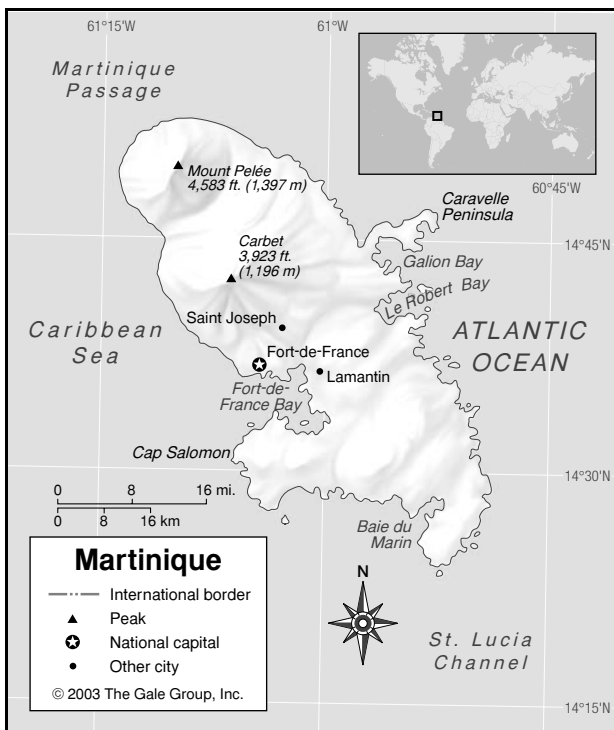 61°15'W
61°W
Martinique
Passage
Mount Pelée
4,583 ft. (1,397 m)
60°45'W
Caravelle
Peninsula
14°45'N
Carbet
3,923 ft.
(1,196 m)
Galion Bay
Le Robert Bay
Saint Joseph
Caribbean
Sea
ATLANTIC
OCEAN
Fort-de-France
Lamantin
Fort-de-
France Bay
Cap Salomon
14°30'N
0 8 16 mi.
0 8 16 km
Baie du
Marin
Martinique
International border
Peak
National capital
Other city
© 2003 The Gale Group, Inc.
N
St. Lucia
Channel
14°15'N